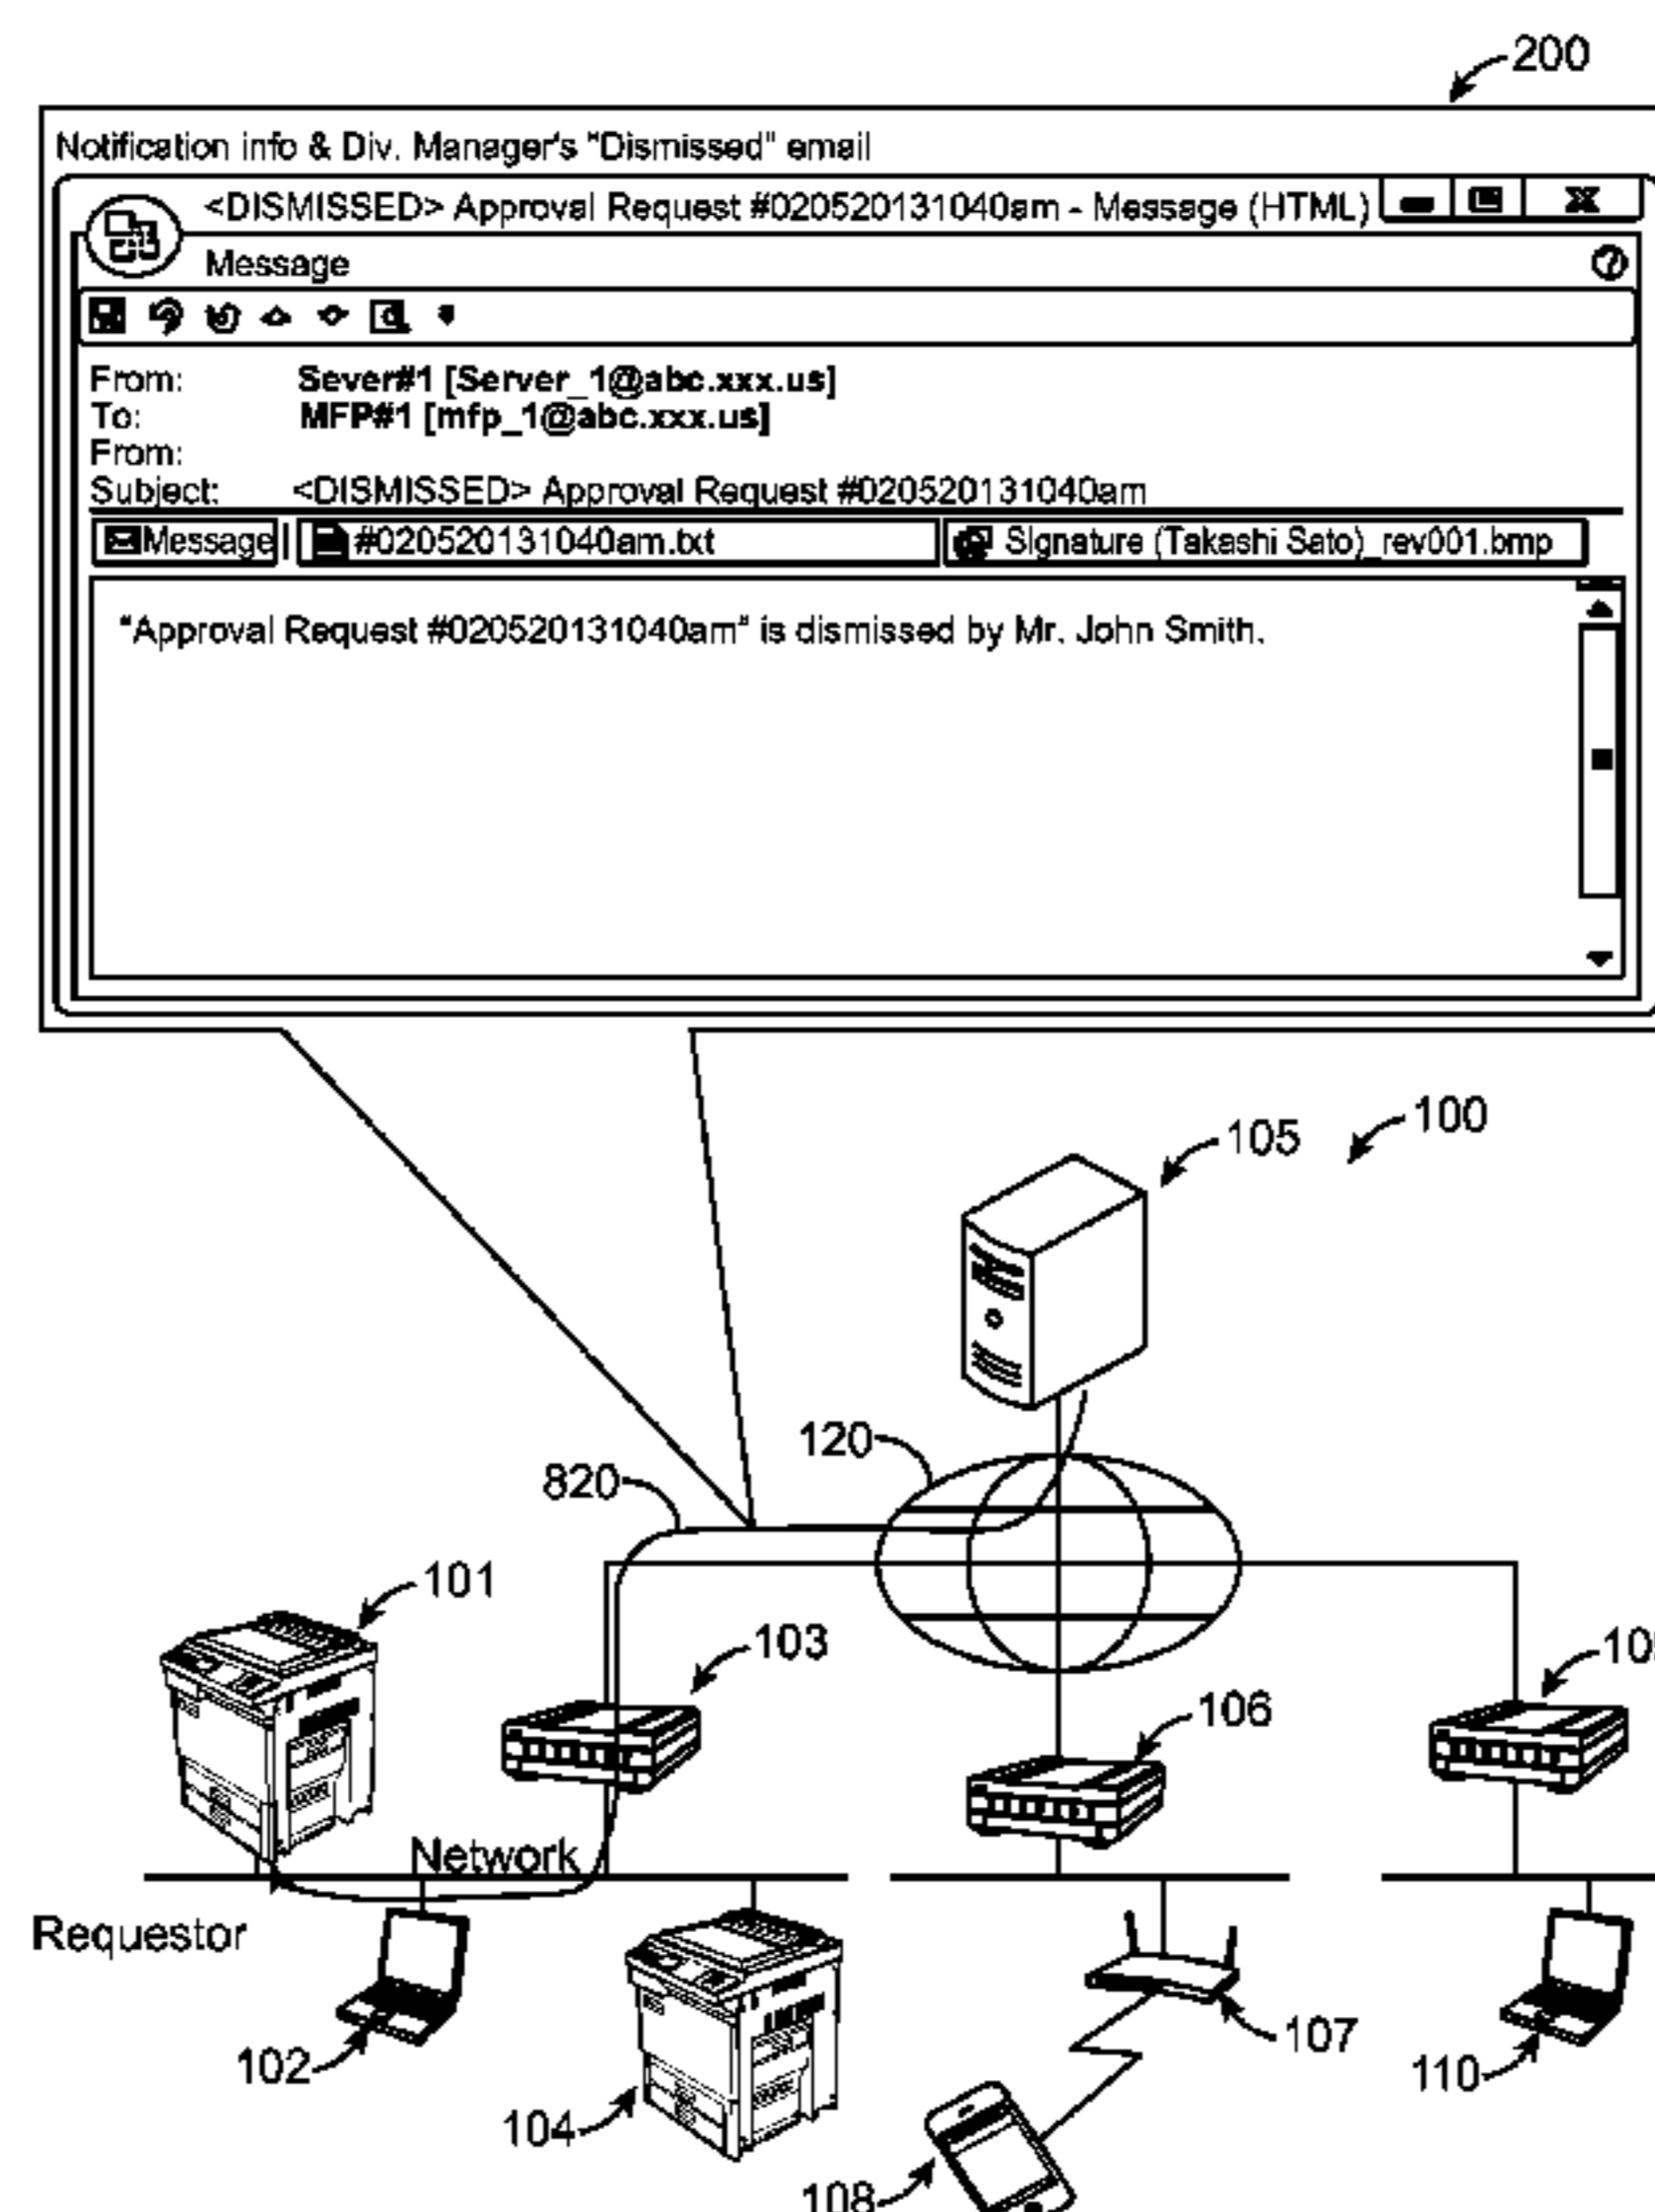 200
Notification info & Div. Manager's "Dismissed" email
<DISMISSED> Approval Request #020520131040am - Message (HTML)
Message
From: Sever#1 [Server_1@abc.xxx.us]
To: MFP#1 [mfp_1@abc.xxx.us]
From:
Subject: <DISMISSED> Approval Request #020520131040am
Message #020520131040am.txt Signature (Takashi Sato)_rev001.bmp
"Approval Request #020520131040am" is dismissed by Mr. John Smith.
100
105
120
820
101
103
106
Network
Requestor
102
104
107
108
110